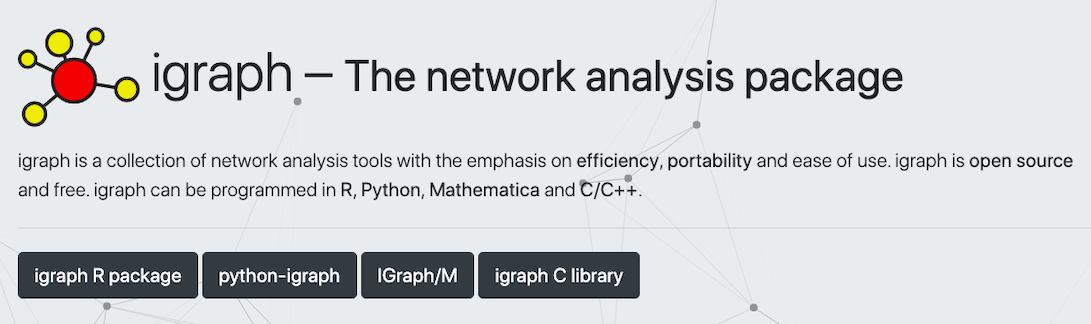 igraph – The network analysis package
igraph is a collection of network analysis tools with the emphasis on efficiency, portability and ease of use. igraph is open source
and free. igraph can be programmed in R, Python, Mathematica and C/C++.
igraph R package python-igraph IGraph/M igraph C library